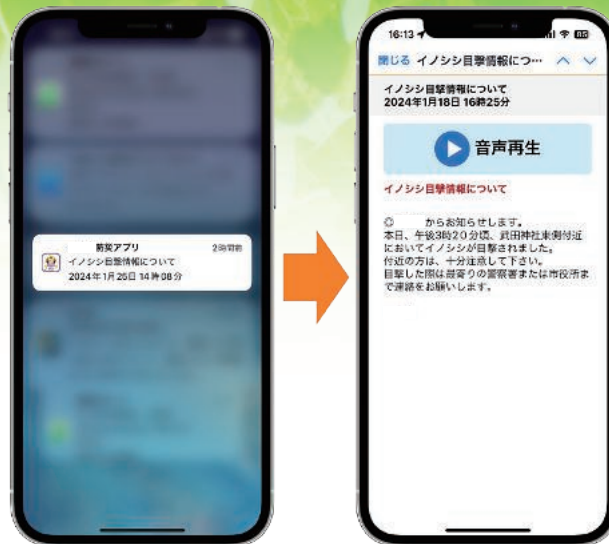 防災アプリ 2時間前
イノシシ目撃情報について
2024年1月26日 14時08分
16:13
閉じる イノシシ目撃情報につ…
イノシシ目撃情報について
2024年1月18日 16時25分
音声再生
イノシシ目撃情報について
◎ からお知らせします。
本日、午後3時20分頃、武田神社東側付近
においてイノシシが目撃されました。
付近の方は、十分注意して下さい。
目撃した際は最寄りの警察署または市役所ま
で連絡をお願いします。